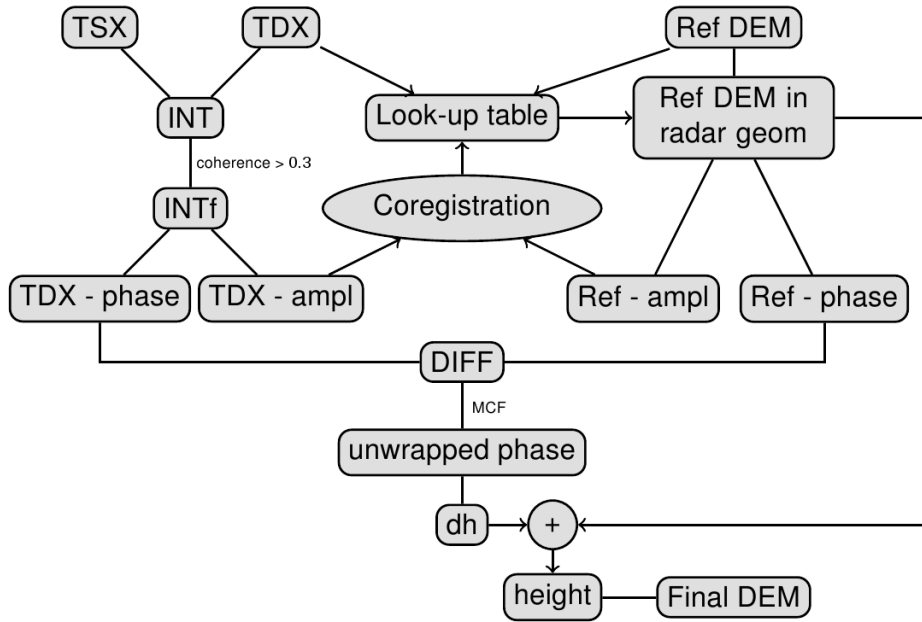 TSX
TDX
Ref DEM
INT
Look-up table
Ref DEM in
radar geom
coherence > 0.3
INTf
Coregistration
TDX - phase
TDX - ampl
Ref - ampl
Ref - phase
DIFF
MCF
unwrapped phase
dh
+
height
Final DEM